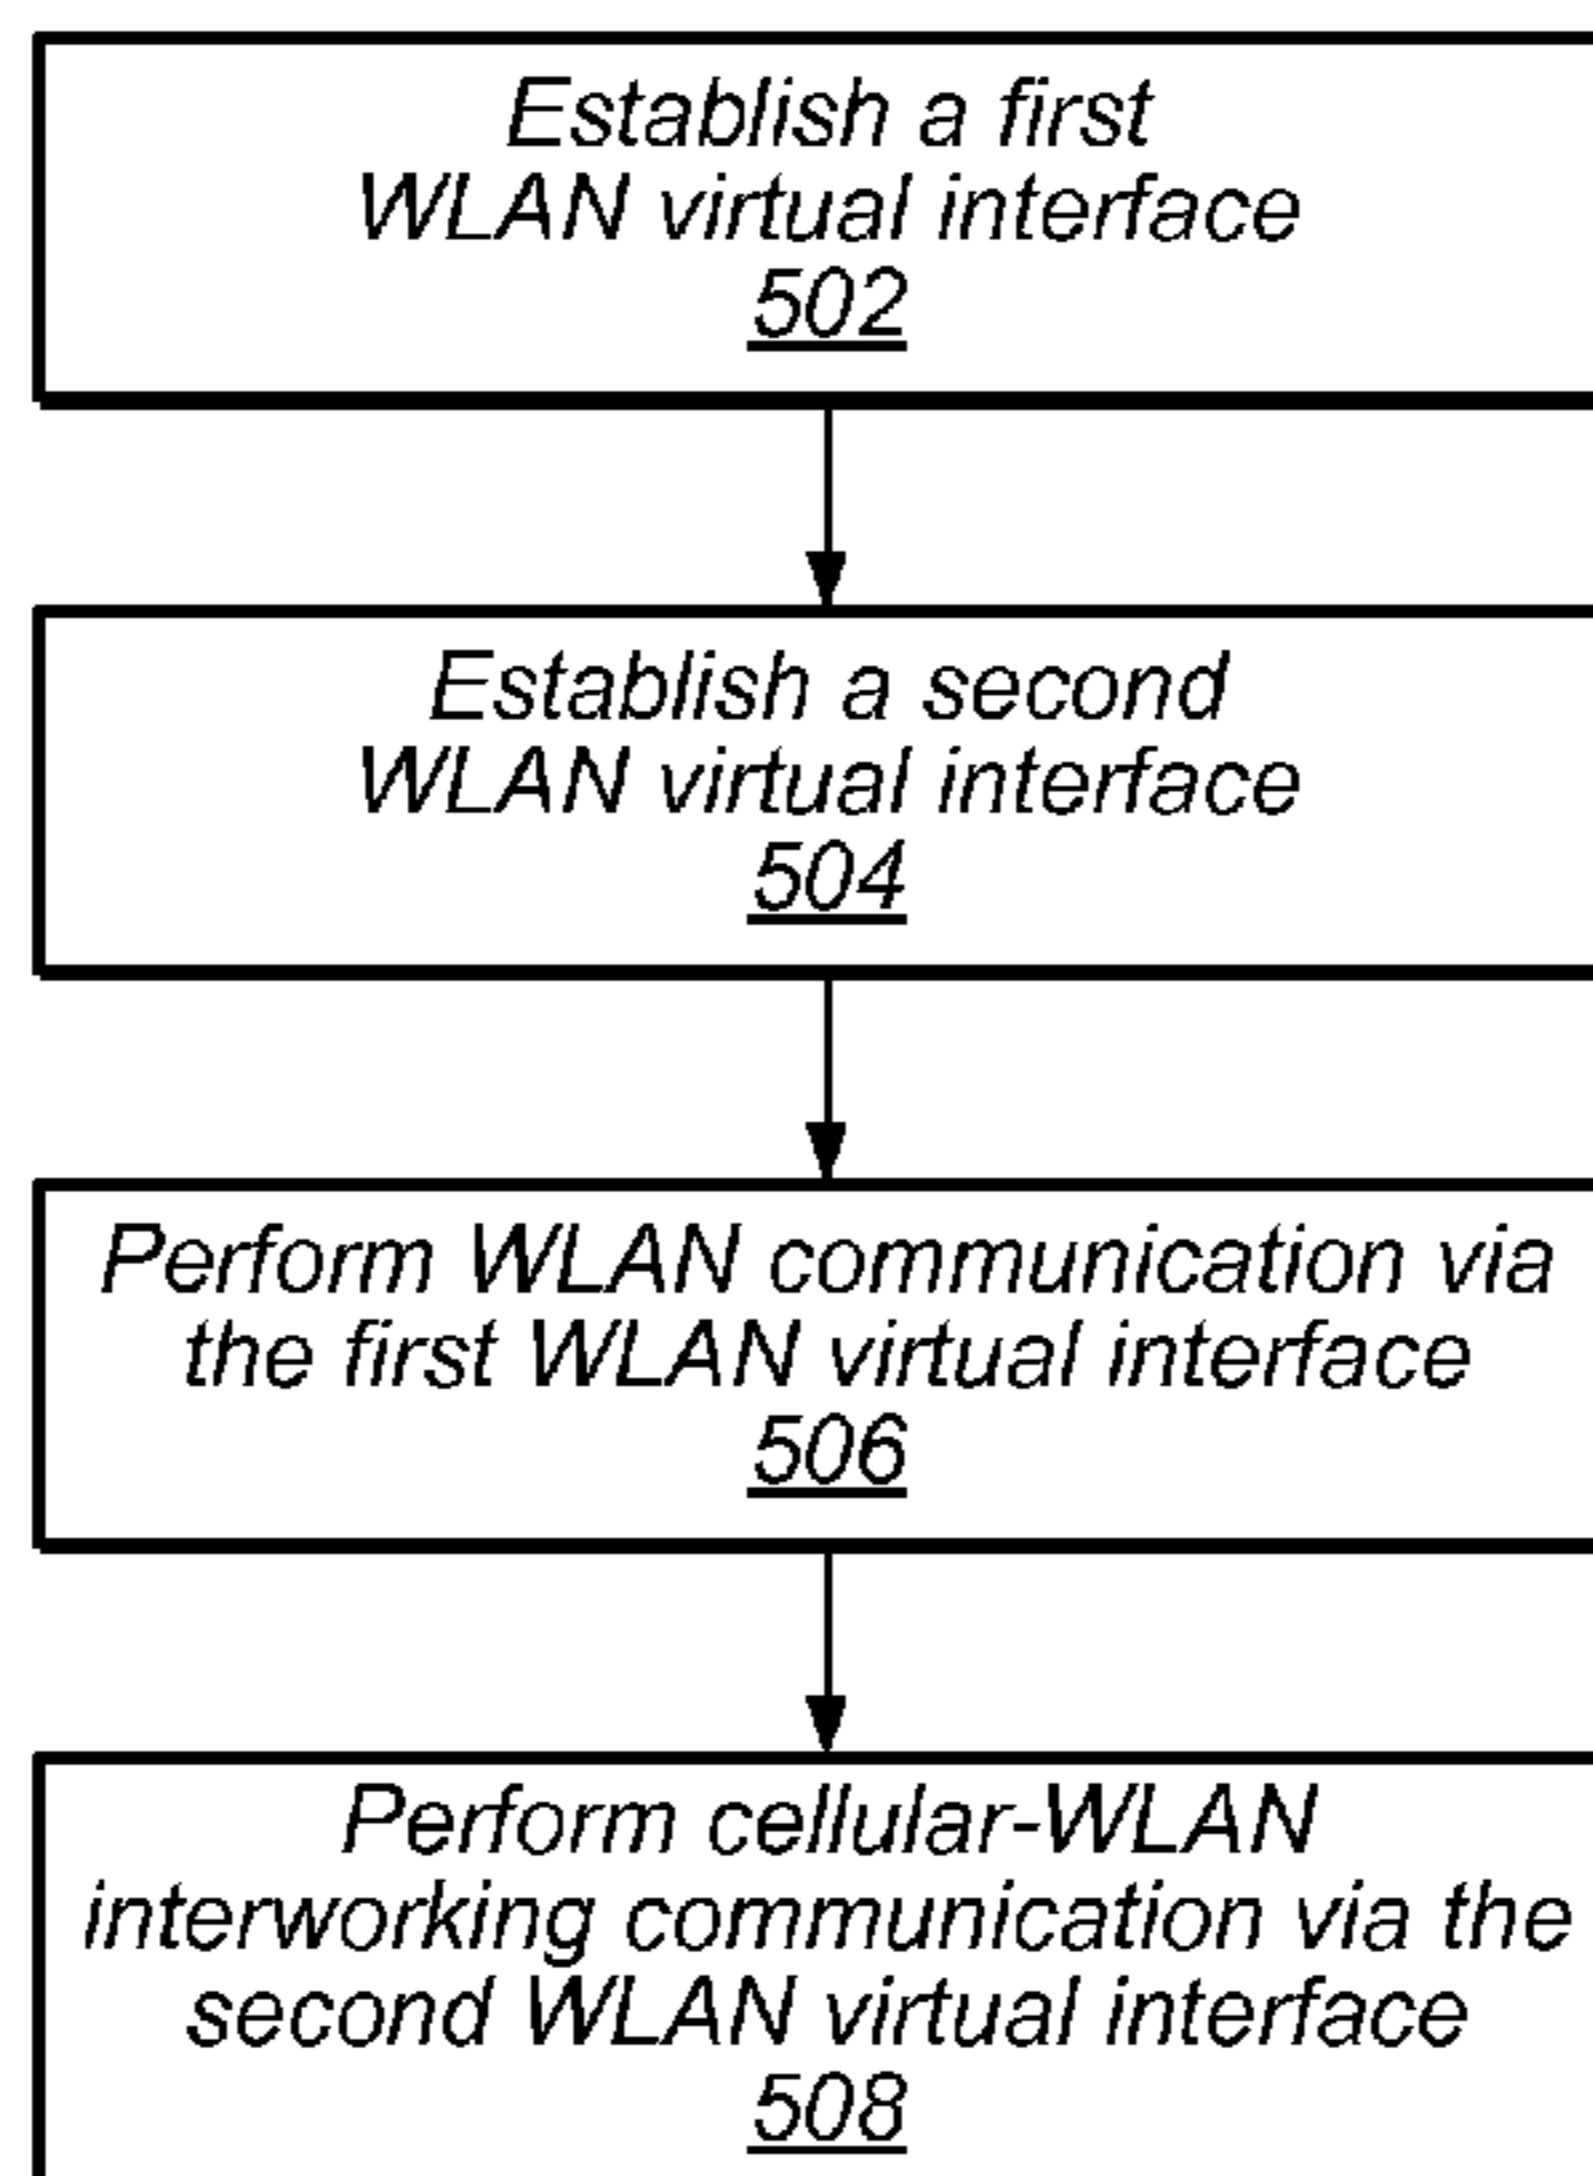 Establish a first
WLAN virtual interface
502
Establish a second
WLAN virtual interface
504
Perform WLAN communication via
the first WLAN virtual interface
506
Perform cellular-WLAN
interworking communication via the
second WLAN virtual interface
508